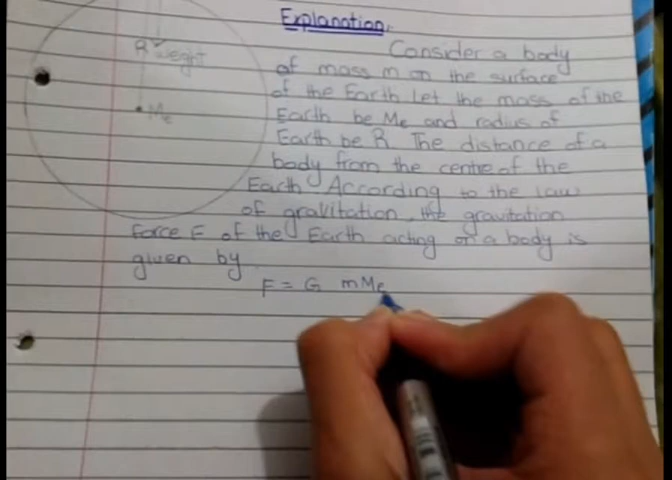 Explanation.
Consider a body
R weight
of mass m on the surface
of the Earth Let the mass of the
Me
Earth be Me and radius of
Earth be R The distance of a
body from the centre of the
Earth According to the law
of gravitation, the gravitation
Force F of the Earth acting on a body is
given by
F = G mMe